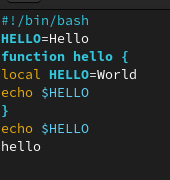 #!/bin/bash
HELLO=Hello
function hello {
local HELLO=World
echo $HELLO
}
echo $HELLO
hello